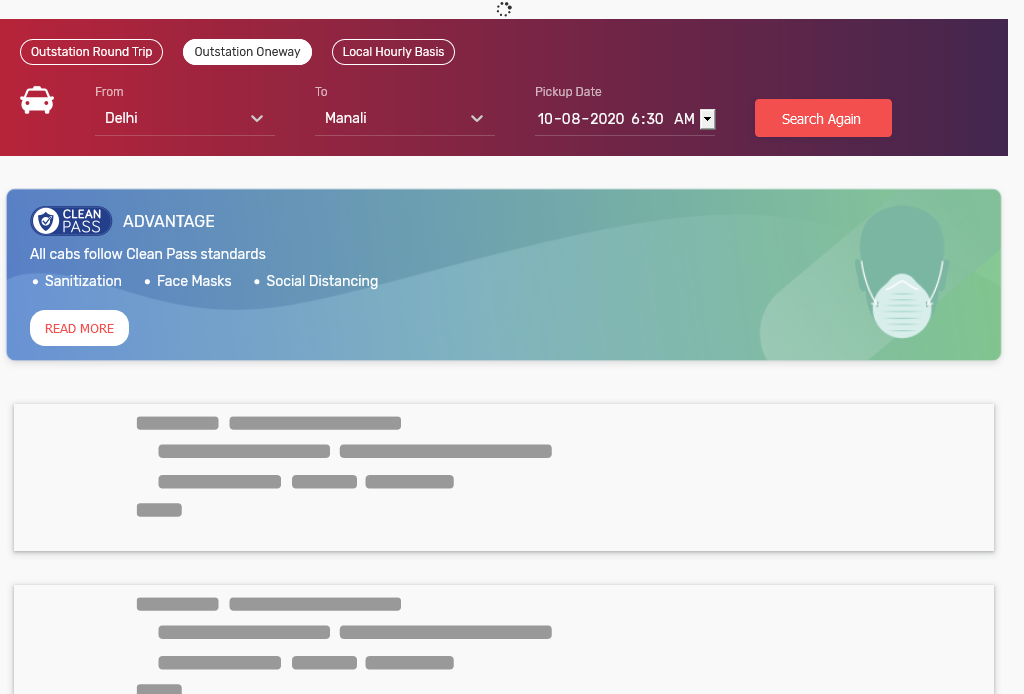 Outstation Round Trip Outstation Oneway Local Hourly Basis
From To Pickup Date
Delhi Manali 10-08-2020 6:30 AM
Search Again
CLEAN PASS ADVANTAGE
All cabs follow Clean Pass standards
• Sanitization • Face Masks • Social Distancing
READ MORE